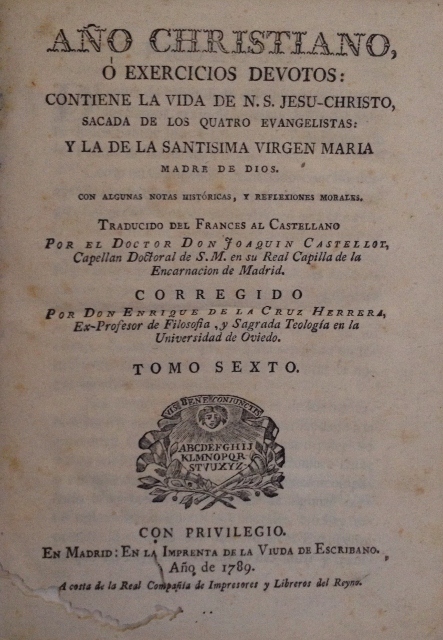 AÑO CHRISTIANO,
Ó EXERCICIOS DEVOTOS:
CONTIENE LA VIDA DE N. S. JESU-CHRISTO,
SACADA DE LOS QUATRO EVANGELISTAS:
Y LA DE LA SANTISIMA VIRGEN MARIA
MADRE DE DIOS.
CON ALGUNAS NOTAS HISTÓRICAS, Y REFLEXIONES MORALES.
TRADUCIDO DEL FRANCES AL CASTELLANO
POR EL DOCTOR DON JOAQUIN CASTELLOT,
Capellan Doctoral de S. M. en su Real Capilla de la
Encarnacion de Madrid.
CORREGIDO
POR DON ENRIQUE DE LA CRUZ HERRERA,
Ex-Profesor de Filosofia, y Sagrada Teología en la
Universidad de Oviedo.
TOMO SEXTO.
BENE CONJUNCTIS
ABCDEFGHIJ
KLMNOPQR
STVUXYZ
CON PRIVILEGIO.
EN MADRID: EN LA IMPRENTA DE LA VIUDA DE ESCRIBANO.
Año de 1789.
A costa de la Real Compañía de Impresores y Libreros del Reyno.